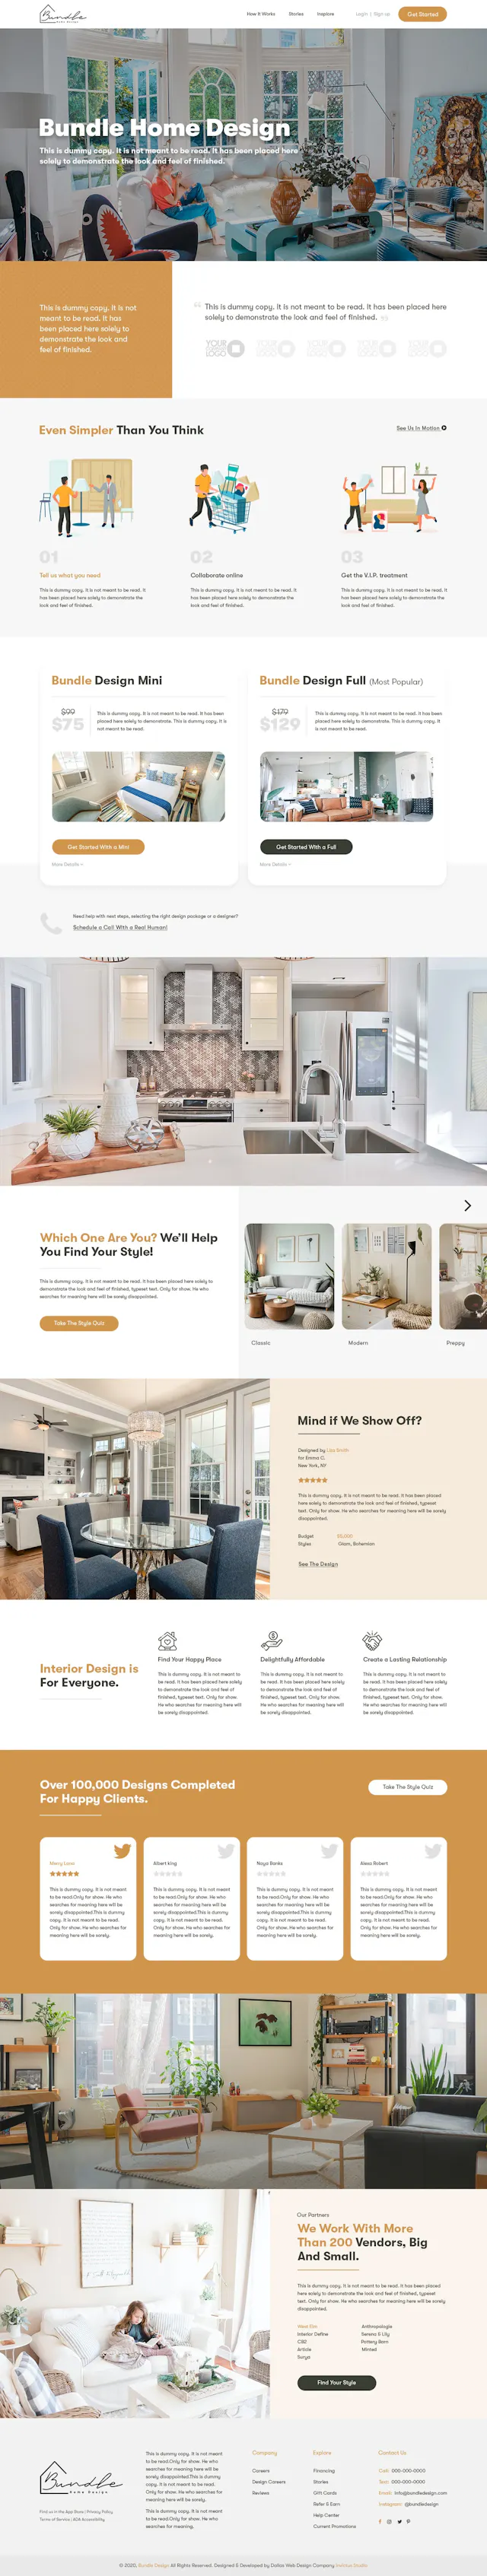 Bundle
Home Design
How It Works
Stories
Inspire
Login | Sign up
Get Started
Bundle Home Design
This is dummy copy. It is not meant to be read. It has been placed here
solely to demonstrate the look and feel of finished.
This is dummy copy. It is not
meant to be read. It has
been placed here solely to
demonstrate the look and
feel of finished.
This is dummy copy. it is not meant to be read. it has been placed here
solely to demonstrate the look and feel of finished.
YOUR LOGO
YOUR LOGO
YOUR LOGO
YOUR LOGO
YOUR LOGO
Even Simpler Than You Think
See Us In Motion
01
Tell us what you need
This is dummy copy. It is not meant to be read. It
has been placed here solely to demonstrate the
look and feel of finished.
02
Collaborate online
This is dummy copy. It is not meant to be read. It
has been placed here solely to demonstrate the
look and feel of finished.
03
Get the V.I.P. treatment
This is dummy copy. It is not meant to be read. It
has been placed here solely to demonstrate the
look and feel of finished.
Bundle Design Mini
$99
$75
This is dummy copy. It is not meant to be read. It has been
placed here solely to demonstrate. This is dummy copy. It is
not meant to be read.
Get Started With a Mini
More Details
Bundle Design Full (Most Popular)
$179
$129
This is dummy copy. It is not meant to be read. It has been
placed here solely to demonstrate. This is dummy copy. It
is not meant to be read.
Get Started With a Full
More Details
Need help with next steps, selecting the right design package or a designer?
Schedule a Call With a Real Human!
Which One Are You? We'll Help
You Find Your Style!
This is dummy copy. It is not meant to be read. It have been placed here solely to
demonstrate the look and feel of finished, typeset text. Only for show. He who
searches for meaning here will be sorely disappointed.
Take The Style Quiz
Classic
Modern
Preppy
Mind if We Show Off?
Designed by Lisa Smith
for Emma C.
New York, NY
This is dummy copy. It is not meant to be read. It has been placed
here solely to demonstrate the look and feel of finished, typeset
text. Only for show. He who searches for meaning here will be sorely
disappointed.
Budget
Styles
Glam, Bohemian
See The Design
Interior Design is
For Everyone.
Find Your Happy Place
This is dummy copy. It is not meant to
be read. It has been placed here solely
to demonstrate the look and feel of
finished, typeset text. Only for show.
He who searches for meaning here will
be sorely disappointed.
Delightfully Affordable
This is dummy copy. It is not meant to
be read. It has been placed here solely
to demonstrate the look and feel of
finished, typeset text. Only for show.
He who searches for meaning here will
be sorely disappointed.
Create a Lasting Relationship
This is dummy copy. It is not meant to
be read. It has been placed here solely
to demonstrate the look and feel of
finished, typeset text. Only for show.
He who searches for meaning here will
be sorely disappointed.
Over 100,000 Designs Completed
For Happy Clients.
Take The Style Quiz
This is dummy copy. It is not meant
to be read.Only for show. He who
searches for meaning here will be
sorely disappointed.This is dummy
copy. It is not meant to be read.
Only for show. He who searches for
meaning here will be sorely.
Albert king
This is dummy copy. It is not meant
to be read.Only for show. He who
searches for meaning here will be
sorely disappointed.This is dummy
copy. It is not meant to be read.
Only for show. He who searches for
meaning here will be sorely.
Naya Banks
This is dummy copy. It is not meant
to be read.Only for show. He who
searches for meaning here will be
sorely disappointed.This is dummy
copy. It is not meant to be read.
Only for show. He who searches for
meaning here will be sorely.
Alexa Robert
This is dummy copy. It is not meant
to be read.Only for show. He who
searches for meaning here will be
sorely disappointed.This is dummy
copy. It is not meant to be read.
Only for show. He who searches for
meaning here will be sorely.
Our Partners
We Work With More
Than 200 Vendors, Big
And Small.
This is dummy copy. It is not meant to be read. It has been placed
here solely to demonstrate the look and feel of finished, typeset
text. Only for show. He who searches for meaning here will be sorely
disappointed.
West Elm
Interior Define
CB2
Article
Surya
Anthropologie
Serena & Lily
Pottery Barn
Minted
Find Your Style
Bundle
Home Design
Find us in the App Store | Privacy Policy
Terms of Service | ADA Accessibility
This is dummy copy. It is not meant
to be read.Only for show. He who
searches for meaning here will be
sorely disappointed.This is dummy
copy. It is not meant to be read.
Only for show. He who searches for
meaning here will be sorely.
This is dummy copy. It is not meant
to be read.Only for show. He who
searches for meaning here will be
sorely.
Company
Careers
Design Careers
Reviews
Explore
Financing
Stories
Gift Cards
Refer & Earn
Help Center
Current Promotions
Contact Us
Call: 000-000-0000
Text: 000-000-0000
Email: info@bundledesign.com
Instagram: @bundledesign
© 2020, Bundle Design All Rights Reserved. Designed & Developed by Dallas Web Design Company